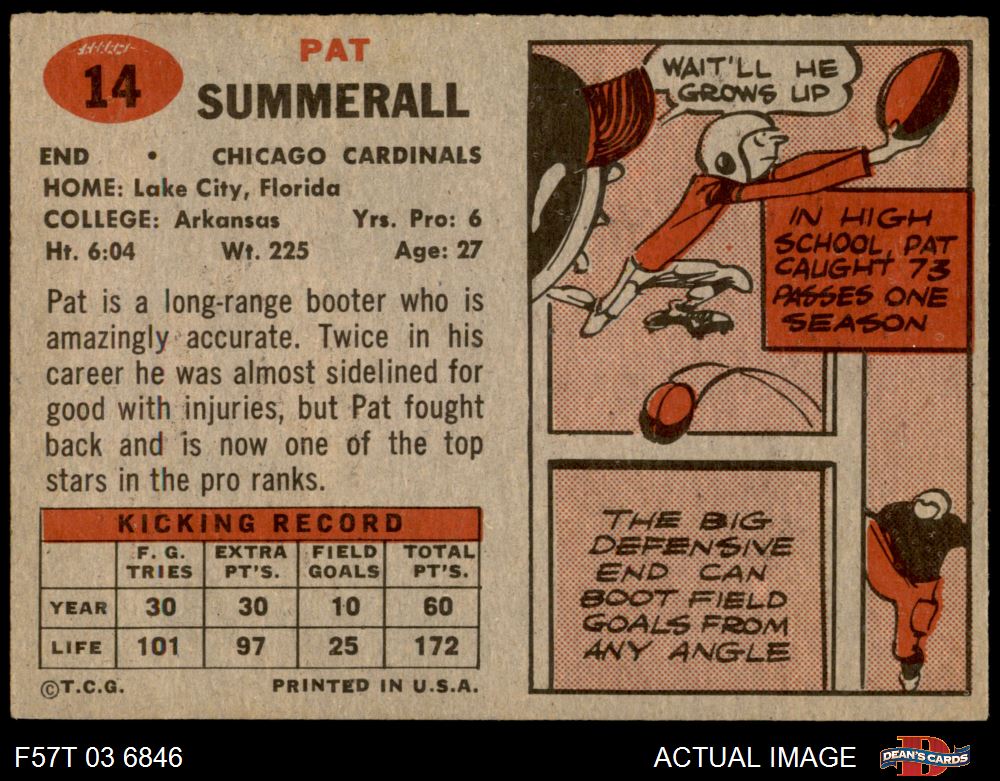 14
PAT
SUMMERALL
END • CHICAGO CARDINALS
HOME: Lake City, Florida
COLLEGE: Arkansas Yrs. Pro: 6
Ht. 6:04 Wt. 225 Age: 27
Pat is a long-range booter who is
amazingly accurate. Twice in his
career he was almost sidelined for
good with injuries, but Pat fought
back and is now one of the top
stars in the pro ranks.
KICKING RECORD
F. G. TRIES EXTRA PT'S. FIELD GOALS TOTAL PT'S.
YEAR 30 30 10 60
LIFE 101 97 25 172
©T.C.G. PRINTED IN U.S.A.
WAIT'LL HE
GROWS UP
IN HIGH
SCHOOL, PAT
CAUGHT 73
PASSES ONE
SEASON
THE BIG
DEFENSIVE
END CAN
BOOT FIELD
GOALS FROM
ANY ANGLE
F57T 03 6846 ACTUAL IMAGE DEAN'S CARDS